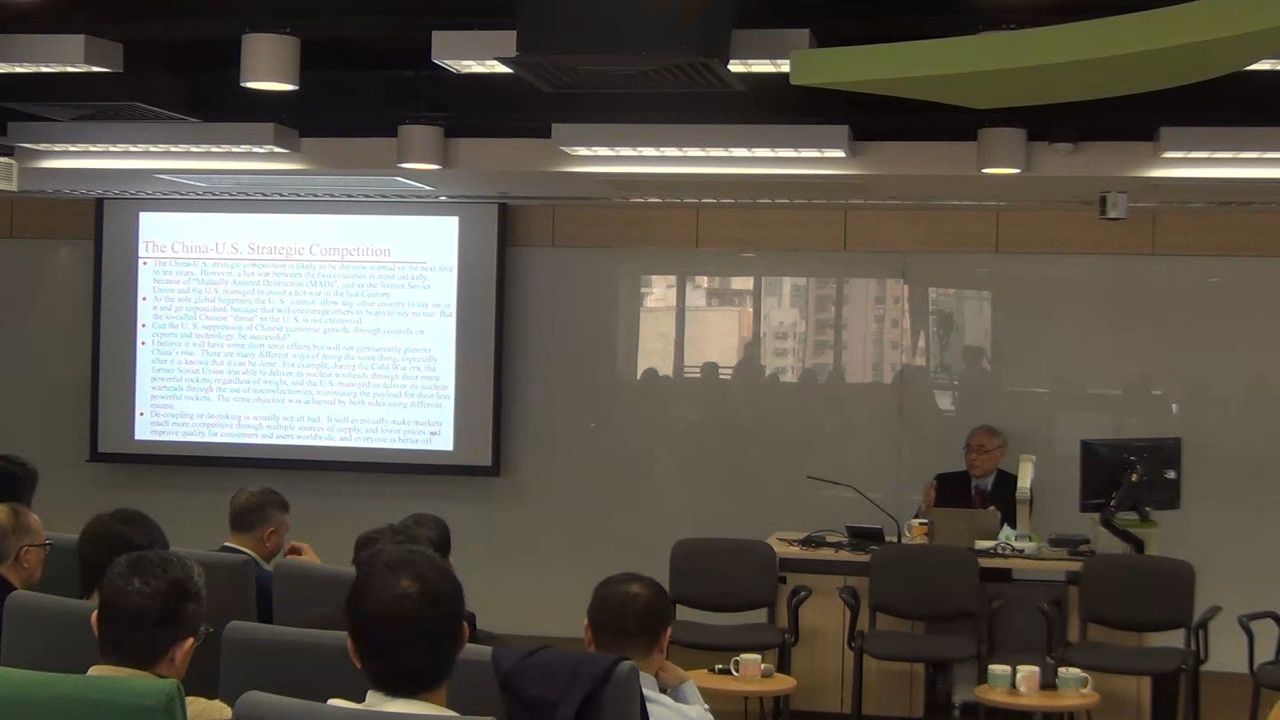 The China-U.S. Strategic Competition
The China-U.S. strategic competition is likely to be the new normal in the next five
to ten years. However, a hot war between the two countries is most unlikely,
because of "Mutually Assured Destruction (MAD)", just as the former Soviet
Union and the U.S. managed to avoid a hot war in the last Century.
As the sole global hegemon, the U. S. cannot allow any other country to say no to
it and go unpunished, because that will encourage others to begin to say no too. But
the so-called Chinese "threat" to the U. S. is not existential.
Can the U. S. suppression of Chinese economic growth, through controls on
exports and technology, be successful?
I believe it will have some short-term effects but will not permanently prevent
China's rise. There are many different ways of doing the same thing, especially
after it is known that it can be done. For example, during the Cold War era, the
former Soviet Union was able to deliver its nuclear warheads through their more
powerful rockets, regardless of weight, and the U.S. managed to deliver its nuclear
warheads through the use of microelectronics, minimising the payload for their less
powerful rockets. The same objective was achieved by both sides using different
means.
De-coupling or de-risking is actually not all bad. It will eventually make markets
much more competitive through multiple sources of supply, and lower prices and
improve quality for consumers and users worldwide, and everyone is better off